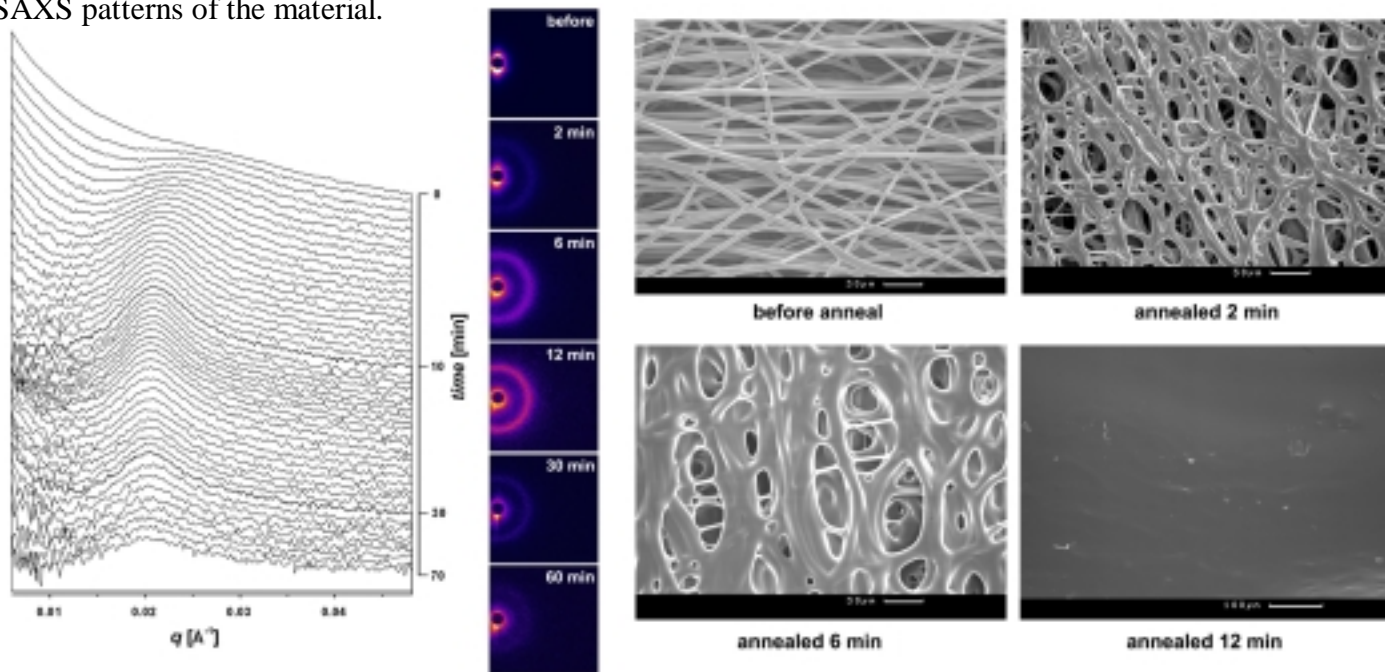 SAXS patterns of the material.
before
2 min
6 min
12 min
30 min
60 min
0
10
70
time [min]
0.01 0.02 0.03 0.04
q [A⁻¹]
before anneal
annealed 2 min
annealed 6 min
annealed 12 min